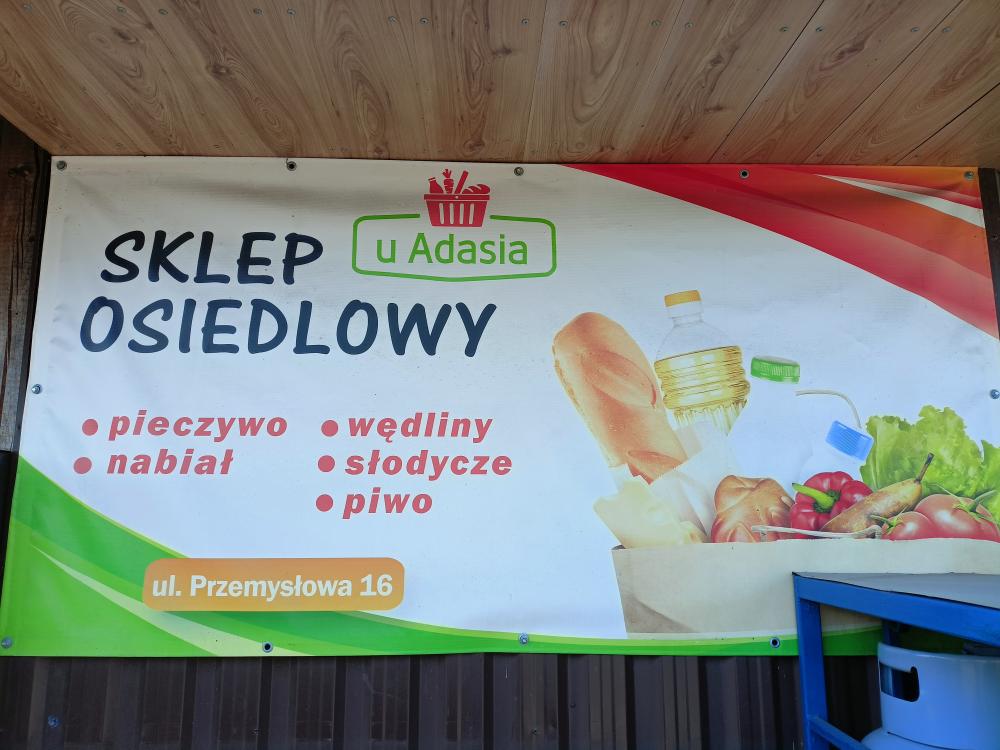 u Adasia
SKLEP
OSIEDLOWY
• pieczywo
• nabiał
• wędliny
• słodycze
• piwo
ul. Przemysłowa 16